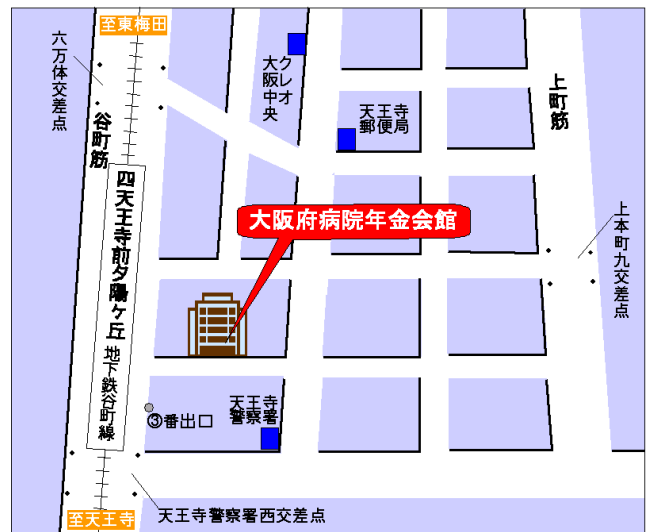 至東梅田
六万体交差点
谷町筋
クレオ
大阪中央
天王寺
郵便局
上町筋
四天王寺前夕陽ヶ丘
地下鉄谷町線
大阪府病院年金会館
上本町九交差点
③番出口
天王寺
警察署
至天王寺
天王寺警察署西交差点